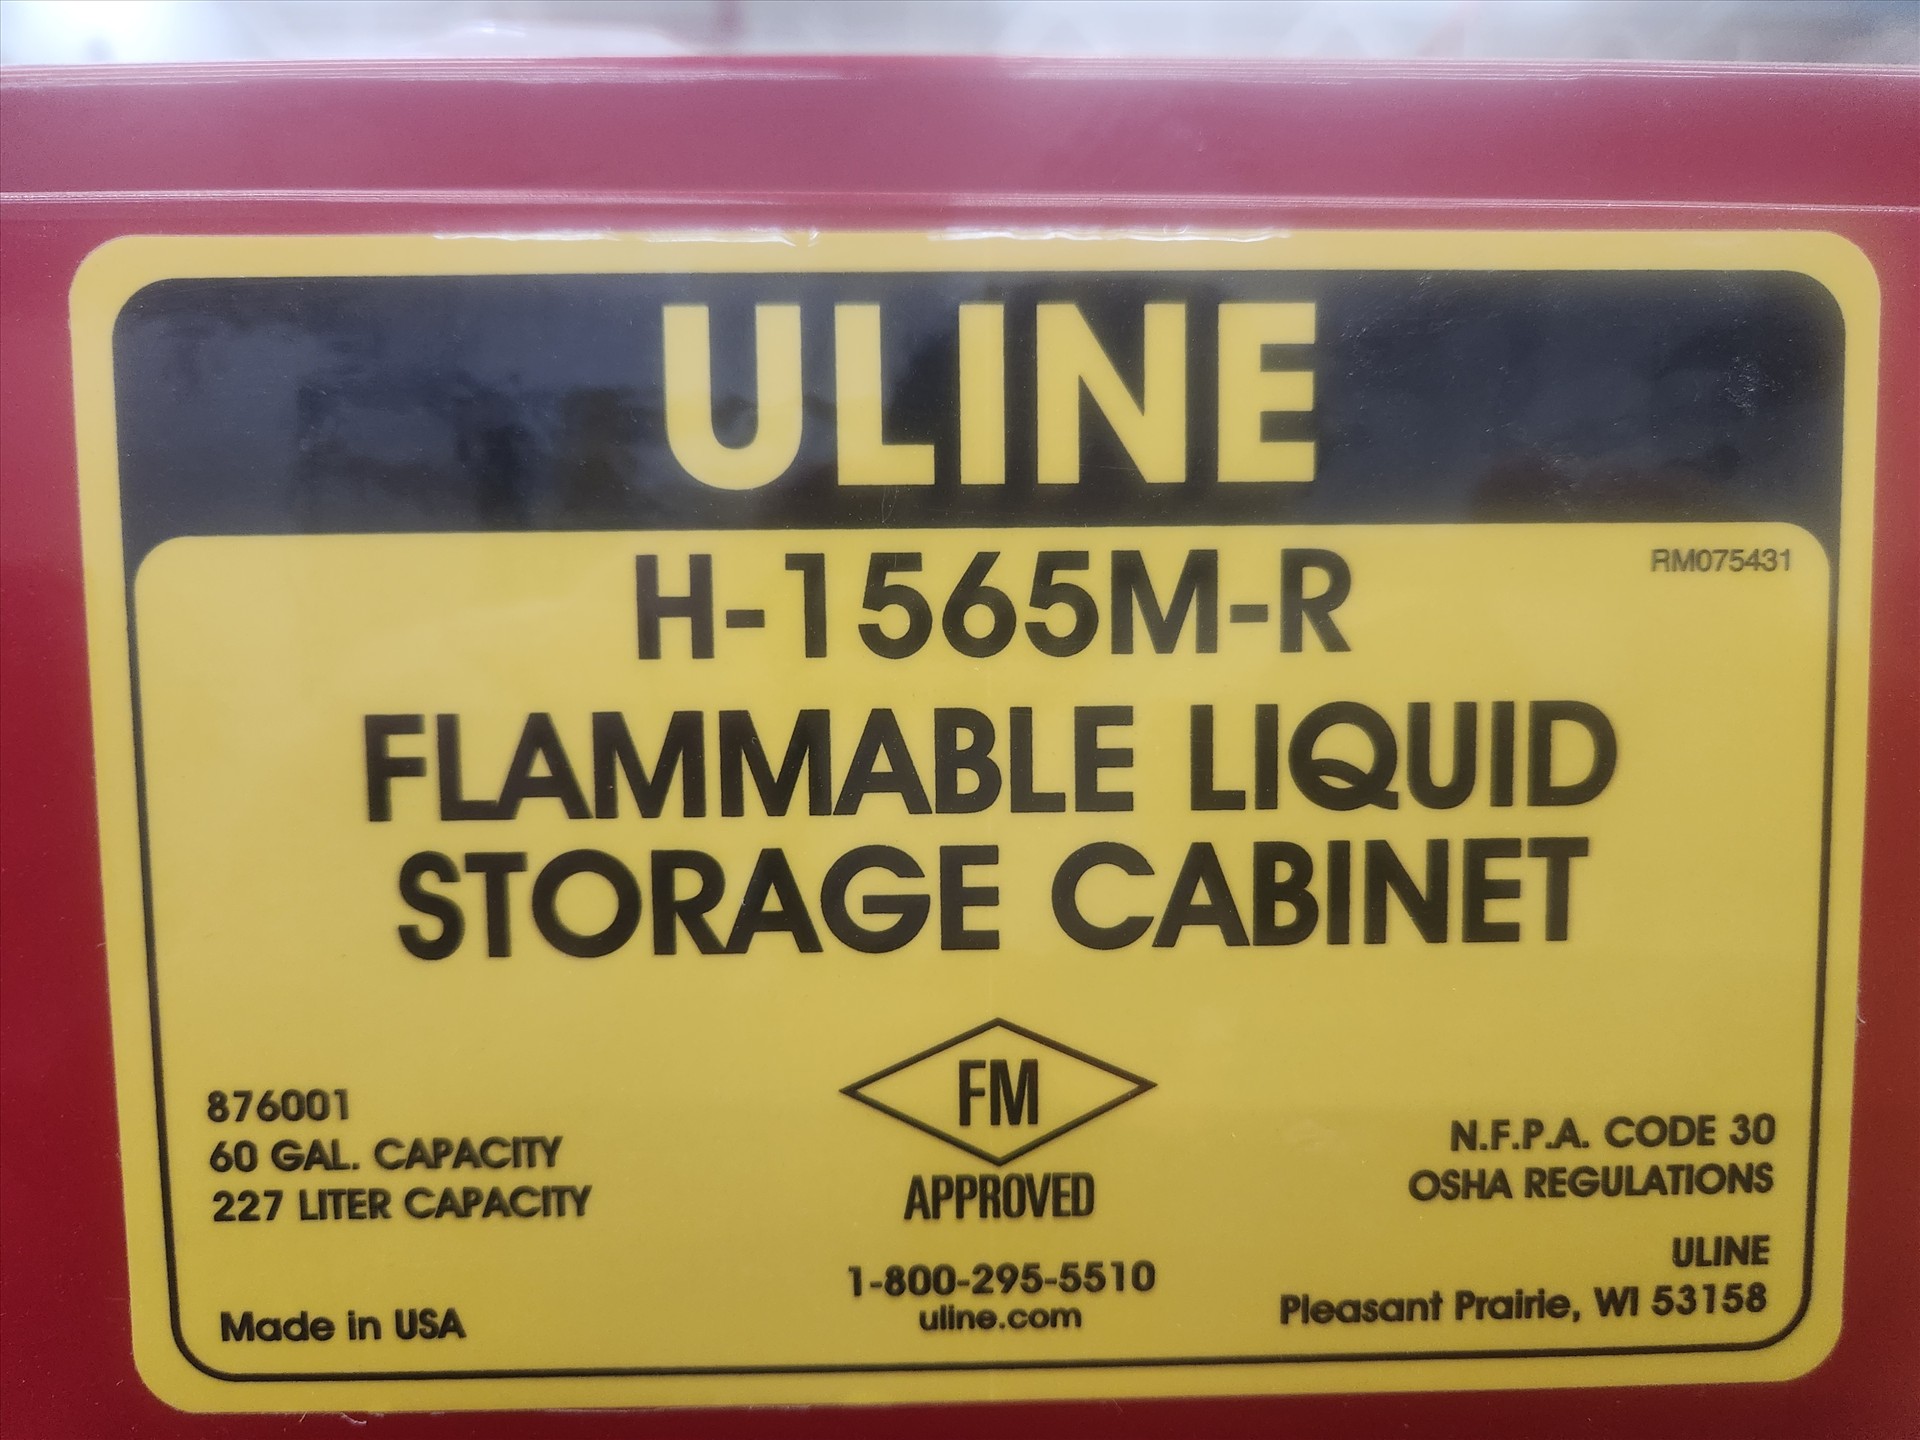 ULINE
H-1565M-R
RM075431
FLAMMABLE LIQUID
STORAGE CABINET
876001
60 GAL. CAPACITY
227 LITER CAPACITY
Made in USA
FM
APPROVED
1-800-295-5510
uline.com
N.F.P.A. CODE 30
OSHA REGULATIONS
ULINE
Pleasant Prairie, WI 53158